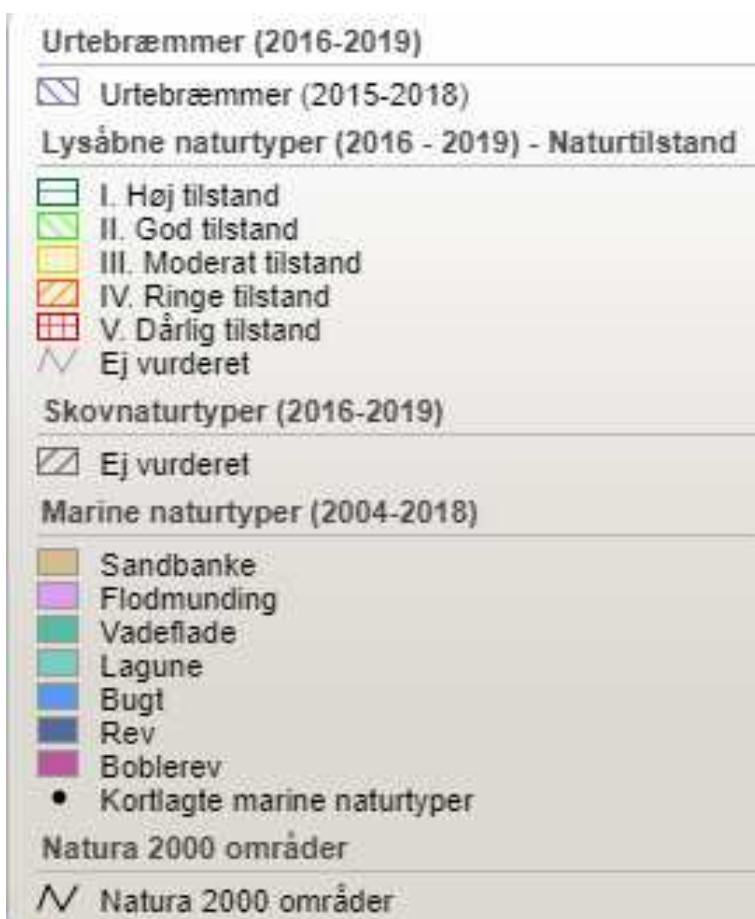 Urtebræmmer (2016-2019)
Urtebræmmer (2015-2018)
Lysåbne naturtyper (2016 - 2019) - Naturtilstand
I. Høj tilstand
II. God tilstand
III. Moderat tilstand
IV. Ringe tilstand
V. Dårlig tilstand
Ej vurderet
Skovnaturtyper (2016-2019)
Ej vurderet
Marine naturtyper (2004-2018)
Sandbanke
Flodmunding
Vadeflade
Lagune
Bugt
Rev
Boblerev
Kortlagte marine naturtyper
Natura 2000 områder
Natura 2000 områder